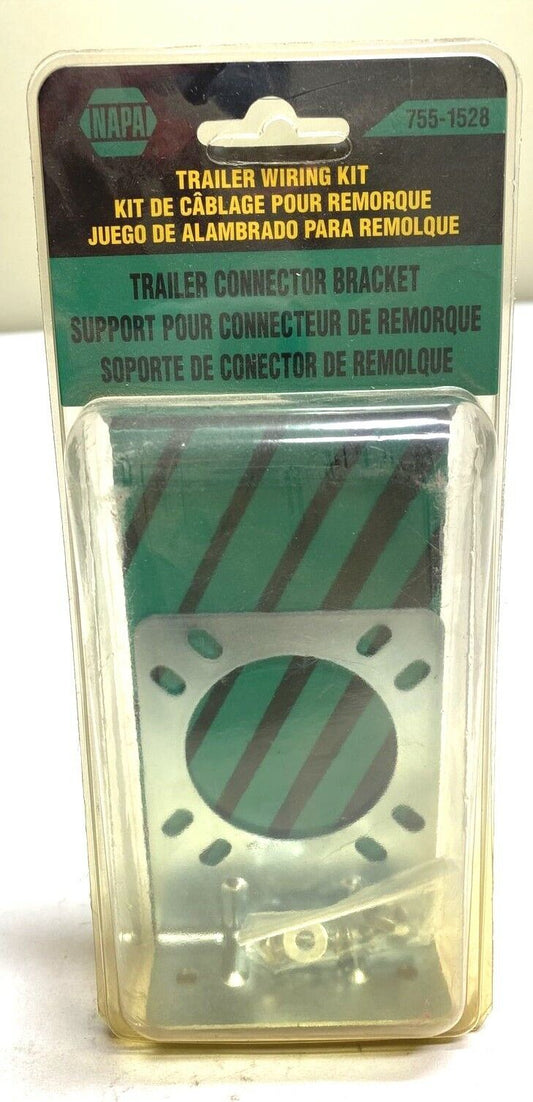 NAPA
755-1528
TRAILER WIRING KIT
KIT DE CÂBLAGE POUR REMORQUE
JUEGO DE ALAMBRADO PARA REMOLQUE
TRAILER CONNECTOR BRACKET
SUPPORT POUR CONNECTEUR DE REMORQUE
SOPORTE DE CONECTOR DE REMOLQUE